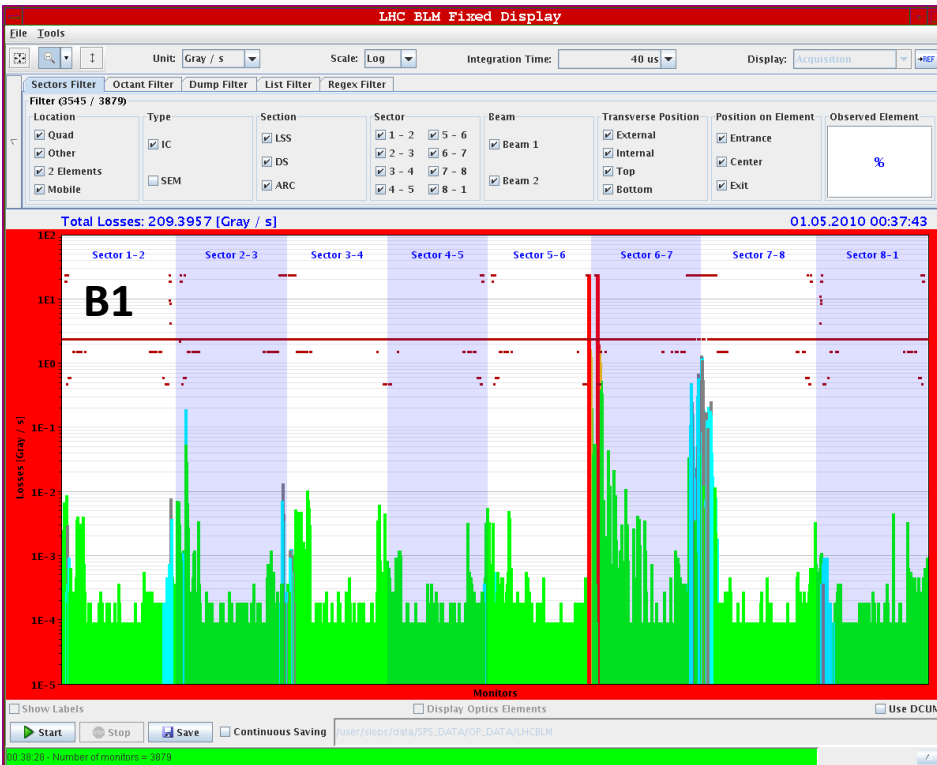 LHC BLM Fixed Display
File Tools
Unit: Gray / s Scale: Log Integration Time: 40 us Display: Acquisition →REF
Sectors Filter Octant Filter Dump Filter List Filter Regex Filter
Filter (3545 / 3879)
Location Type Section Sector Beam Transverse Position Position on Element Observed Element
Quad IC LSS 1 - 2 5 - 6 Beam 1 External Entrance
Other DS 2 - 3 6 - 7 Internal Center %
2 Elements SEM ARC 3 - 4 7 - 8 Beam 2 Top Exit
Mobile 4 - 5 8 - 1 Bottom
Total Losses: 209.3957 [Gray / s] 01.05.2010 00:37:43
1E2
Sector 1-2 Sector 2-3 Sector 3-4 Sector 4-5 Sector 5-6 Sector 6-7 Sector 7-8 Sector 8-1
B1
1E1
1E0
1E-1
1E-2
1E-3
1E-4
1E-5
Losses [Gray / s]
Monitors
Show Labels Display Optics Elements Use DCUM
Start Stop Save Continuous Saving /user/slops/data/SPS_DATA/OP_DATA/LHCBLM
00:38:28 - Number of monitors = 3879